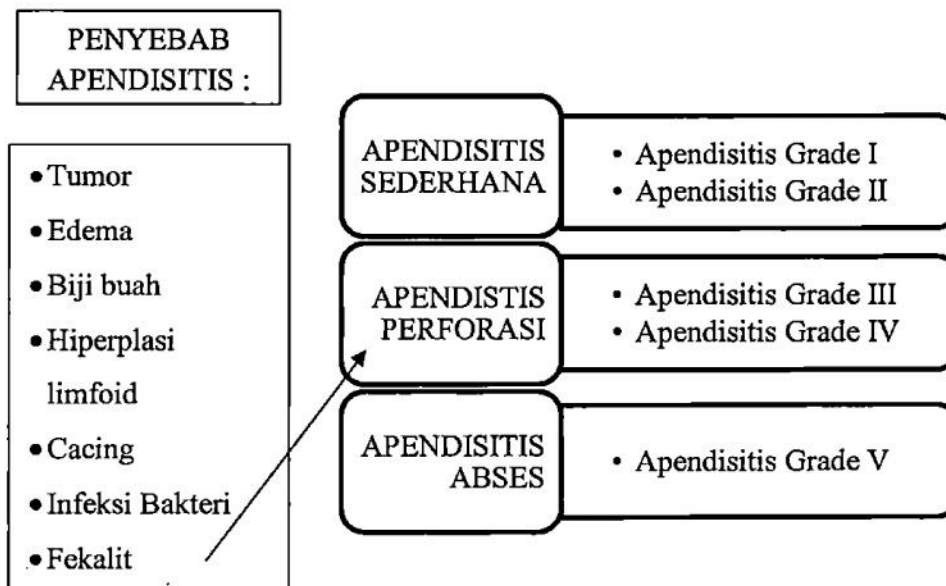 PENYEBAB
APENDISITIS :
• Tumor
• Edema
• Biji buah
• Hiperplasi
limfoid
• Cacing
• Infeksi Bakteri
• Fekalit
APENDISITIS
SEDERHANA
• Apendisitis Grade I
• Apendisitis Grade II
APENDISTIS
PERFORASI
• Apendisitis Grade III
• Apendisitis Grade IV
APENDISITIS
ABSES
• Apendisitis Grade V